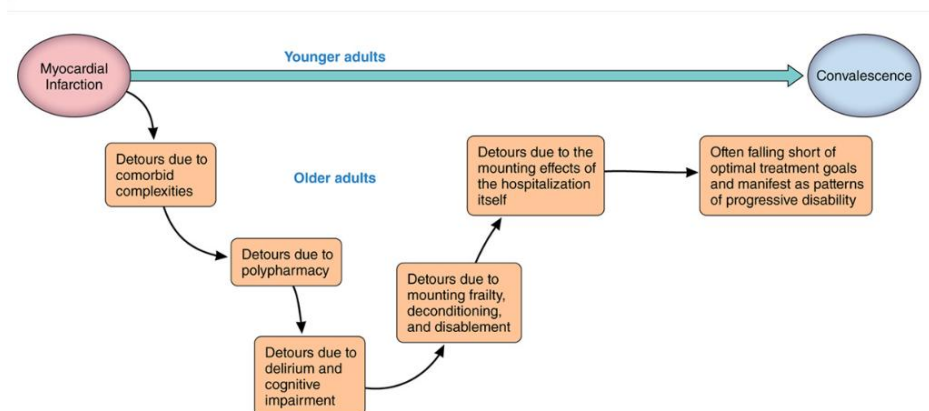 Younger adults
Myocardial
Infarction
Convalescence
Detours due to
comorbid
complexities
Older adults
Detours due to
polypharmacy
Detours due to
delirium and
cognitive
impairment
Detours due to
mounting frailty,
deconditioning,
and disablement
Detours due to the
mounting effects of
the hospitalization
itself
Often falling short of
optimal treatment goals
and manifest as patterns
of progressive disability